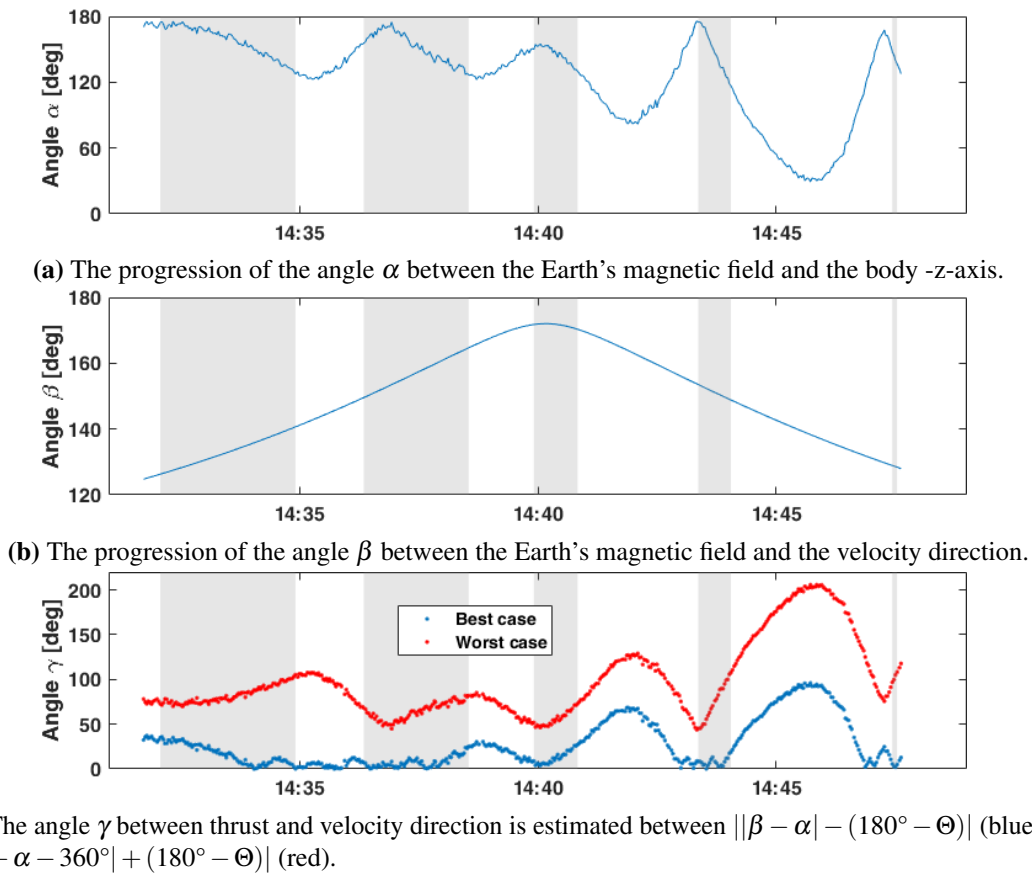 180
120
60
0
Angle α [deg]
14:35 14:40 14:45
(a) The progression of the angle α between the Earth's magnetic field and the body -z-axis.
180
160
140
120
Angle β [deg]
14:35 14:40 14:45
(b) The progression of the angle β between the Earth's magnetic field and the velocity direction.
200
150
100
50
0
Angle γ [deg]
Best case
Worst case
14:35 14:40 14:45
The angle γ between thrust and velocity direction is estimated between ||β − α| − (180° − Θ)| (blue
− α − 360°| + (180° − Θ)| (red).